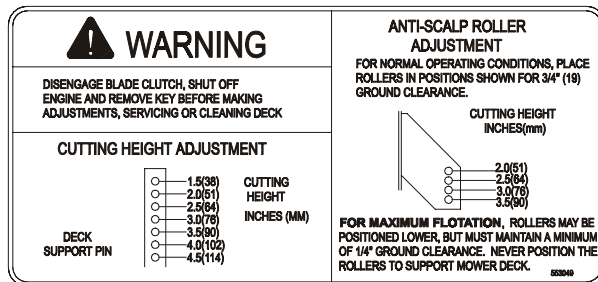 WARNING
DISENGAGE BLADE CLUTCH, SHUT OFF
ENGINE AND REMOVE KEY BEFORE MAKING
ADJUSTMENTS, SERVICING OR CLEANING DECK
CUTTING HEIGHT ADJUSTMENT
1.5(38)
2.0(51)
2.5(64)
3.0(76)
3.5(90)
4.0(102)
4.5(114)
CUTTING
HEIGHT
INCHES (MM)
DECK
SUPPORT PIN
ANTI-SCALP ROLLER
ADJUSTMENT
FOR NORMAL OPERATING CONDITIONS, PLACE
ROLLERS IN POSITIONS SHOWN FOR 3/4" (19)
GROUND CLEARANCE.
CUTTING HEIGHT
INCHES(mm)
2.0(51)
2.5(64)
3.0(76)
3.5(90)
FOR MAXIMUM FLOTATION, ROLLERS MAY BE
POSITIONED LOWER, BUT MUST MAINTAIN A MINIMUM
OF 1/4" GROUND CLEARANCE. NEVER POSITION THE
ROLLERS TO SUPPORT MOWER DECK.
553049